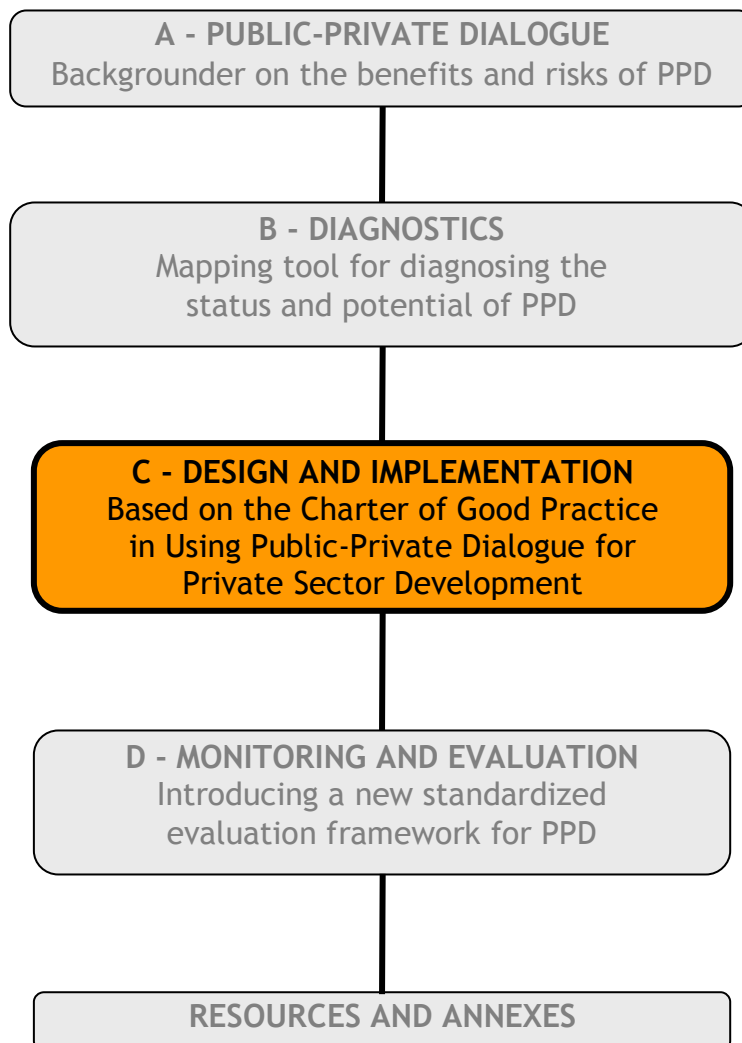 A - PUBLIC-PRIVATE DIALOGUE
Backgrounder on the benefits and risks of PPD
B - DIAGNOSTICS
Mapping tool for diagnosing the
status and potential of PPD
C - DESIGN AND IMPLEMENTATION
Based on the Charter of Good Practice
in Using Public-Private Dialogue for
Private Sector Development
D - MONITORING AND EVALUATION
Introducing a new standardized
evaluation framework for PPD
RESOURCES AND ANNEXES